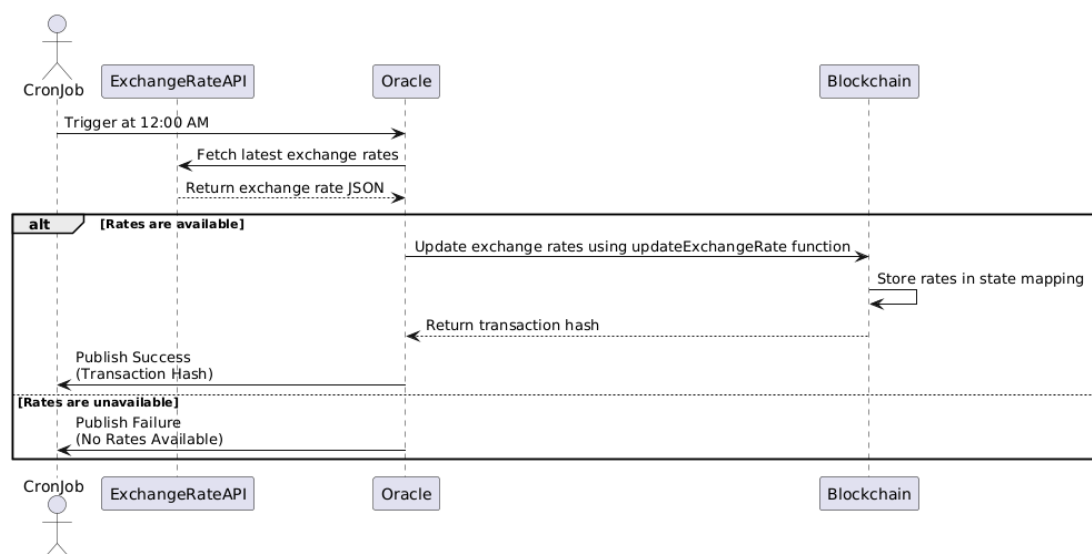 CronJob
ExchangeRateAPI
Oracle
Blockchain
Trigger at 12:00 AM
Fetch latest exchange rates
Return exchange rate JSON
alt
[Rates are available]
Update exchange rates using updateExchangeRate function
Store rates in state mapping
Return transaction hash
Publish Success
(Transaction Hash)
[Rates are unavailable]
Publish Failure
(No Rates Available)
CronJob
ExchangeRateAPI
Oracle
Blockchain